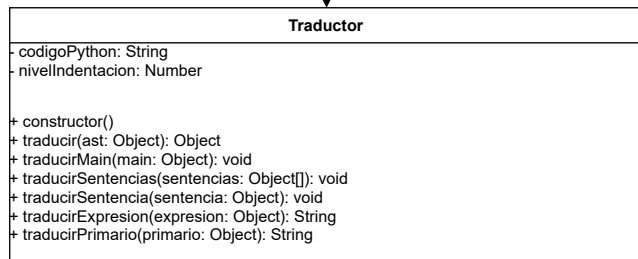 Traductor
- codigoPython: String
- nivelIndentacion: Number
+ constructor()
+ traducir(ast: Object): Object
+ traducirMain(main: Object): void
+ traducirSentencias(sentencias: Object[]): void
+ traducirSentencia(sentencia: Object): void
+ traducirExpresion(expresion: Object): String
+ traducirPrimario(primario: Object): String